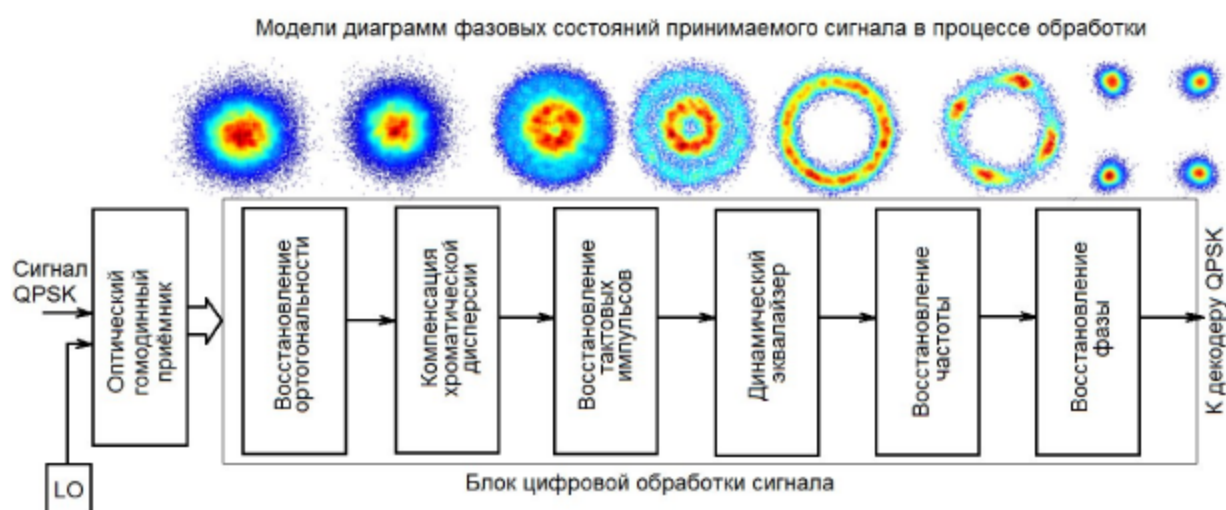 Модели диаграмм фазовых состояний принимаемого сигнала в процессе обработки
Сигнал
QPSK
LO
Оптический
гомодинный
приёмник
Восстановление
ортогональности
Компенсация
хроматической
дисперсии
Восстановление
тактовых
импульсов
Динамический
эквалайзер
Восстановление
частоты
Восстановление
фазы
К декодеру QPSK
Блок цифровой обработки сигнала